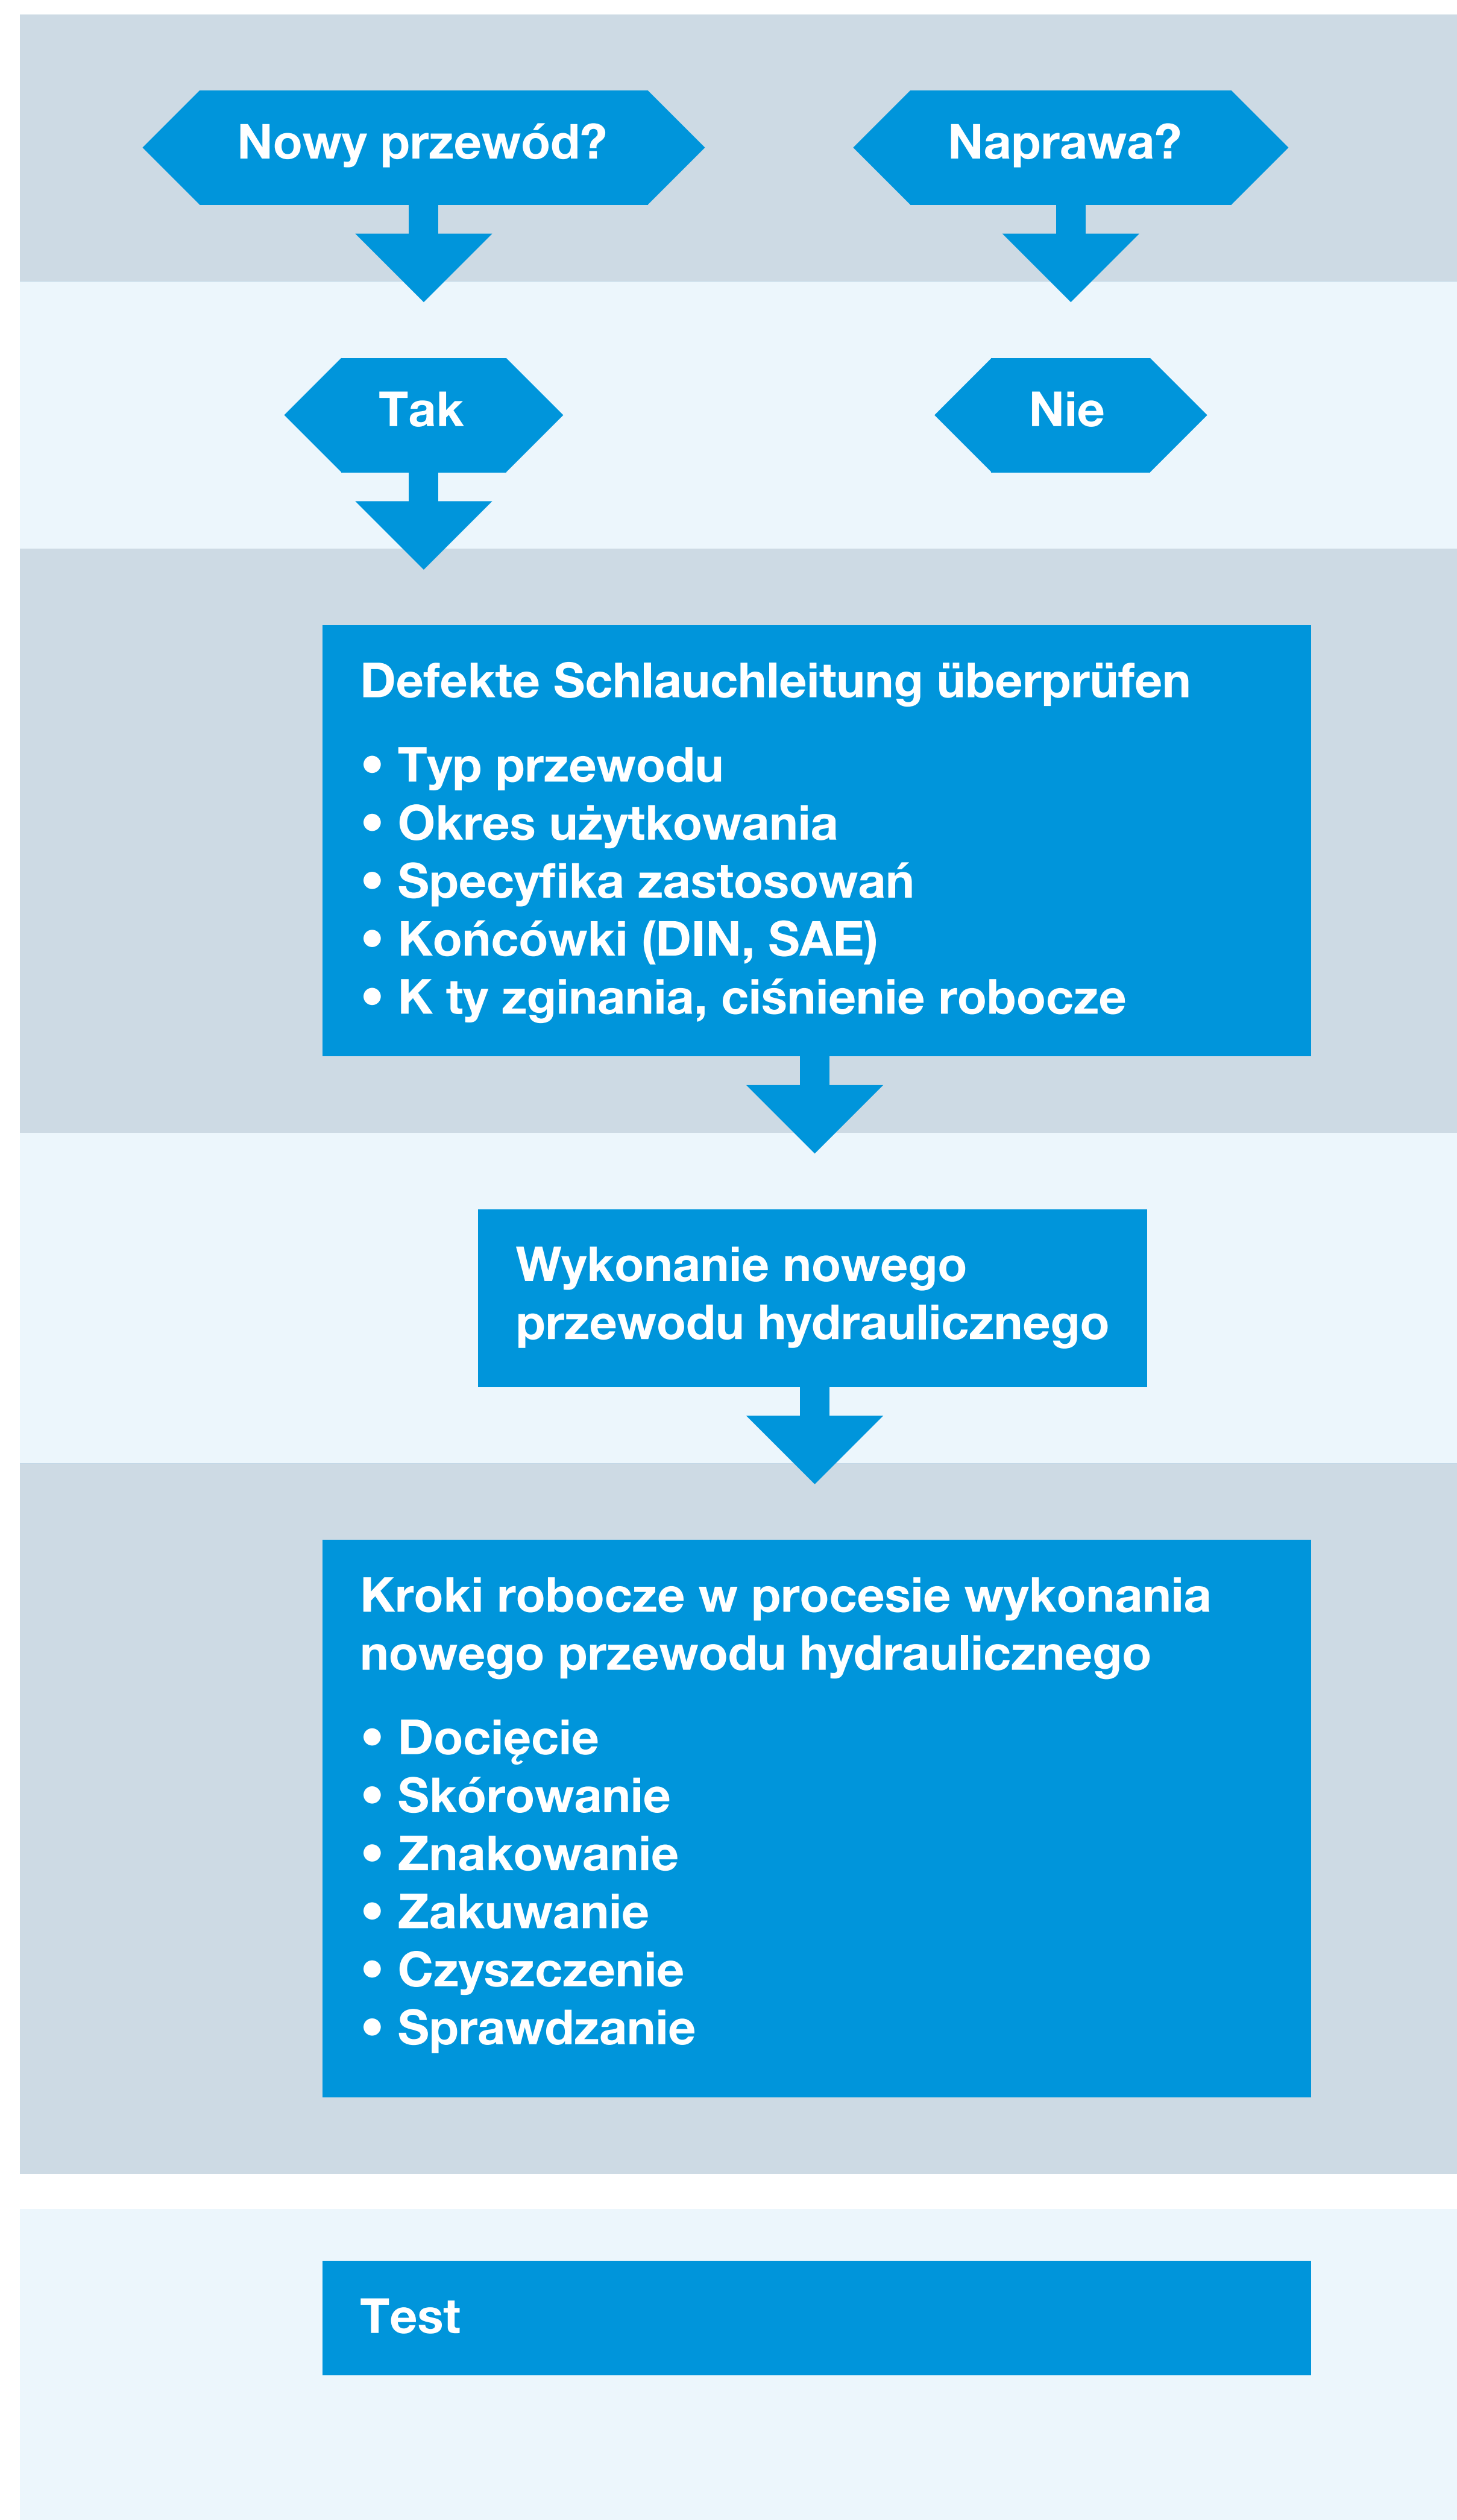 Nowy przewód?
Naprawa?
Tak
Nie
Defekte Schlauchleitung überprüfen
• Typ przewodu
• Okres użytkowania
• Specyfika zastosowań
• Końcówki (DIN, SAE)
• K ty zginania, ciśnienie robocze
Wykonanie nowego
przewodu hydraulicznego
Kroki robocze w procesie wykonania
nowego przewodu hydraulicznego
• Docięcie
• Skórowanie
• Znakowanie
• Zakuwanie
• Czyszczenie
• Sprawdzanie
Test